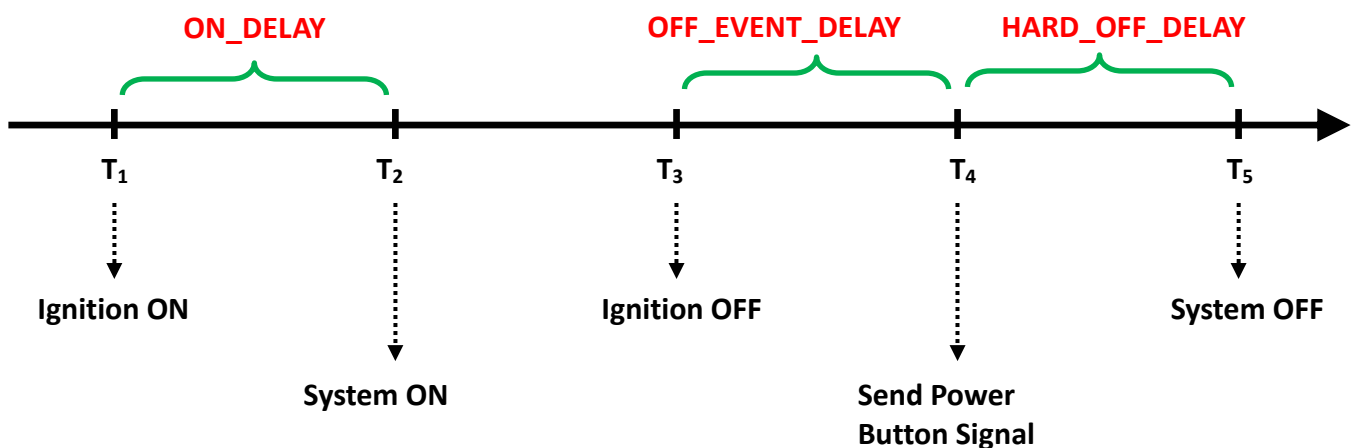 ON_DELAY
OFF_EVENT_DELAY
HARD_OFF_DELAY
T₁
T₂
T₃
T₄
T₅
Ignition ON
Ignition OFF
System OFF
System ON
Send Power
Button Signal